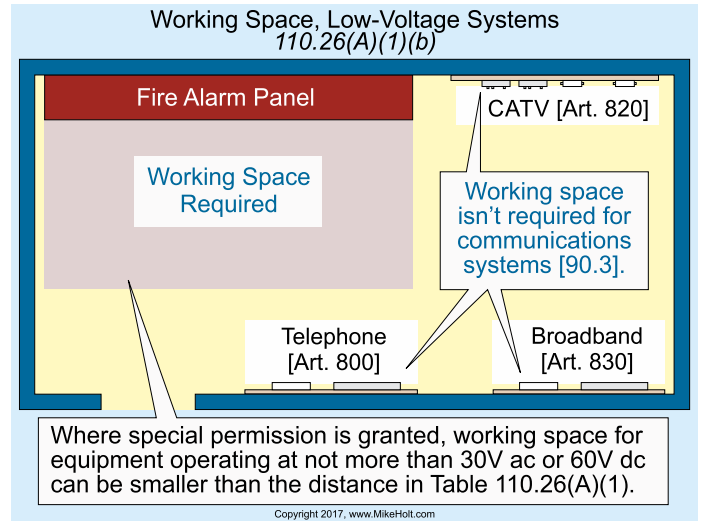 Working Space, Low-Voltage Systems
110.26(A)(1)(b)
Fire Alarm Panel
CATV [Art. 820]
Working Space
Required
Working space
isn't required for
communications
systems [90.3].
Telephone
[Art. 800]
Broadband
[Art. 830]
Where special permission is granted, working space for
equipment operating at not more than 30V ac or 60V dc
can be smaller than the distance in Table 110.26(A)(1).
Copyright 2017, www.MikeHolt.com